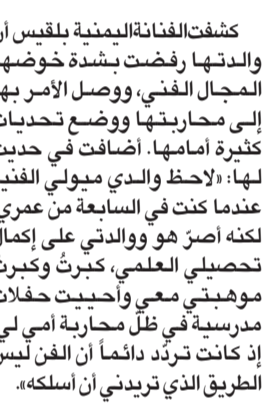 كشفت الفنانة اليمنية بلقيس أن
والدتها رفضت بشدة خوضها
المجال الفني، ووصل الأمر بها
إلى محاربتها ووضع تحديات
كثيرة أمامها. أضافت في حديث
لها: «لاحظ والدي ميولي الفنية
عندما كنت في السابعة من عمري
لكنه أصرّ هو ووالدتي على إكمال
تحصيلي العلمي، كبرتُ وكبرت
موهبتي معي وأحييت حفلات
مدرسية في ظلّ محاربة أمي لي
إذ كانت تردّد دائماً أن الفن ليس
الطريق الذي تريدني أن أسلكه».